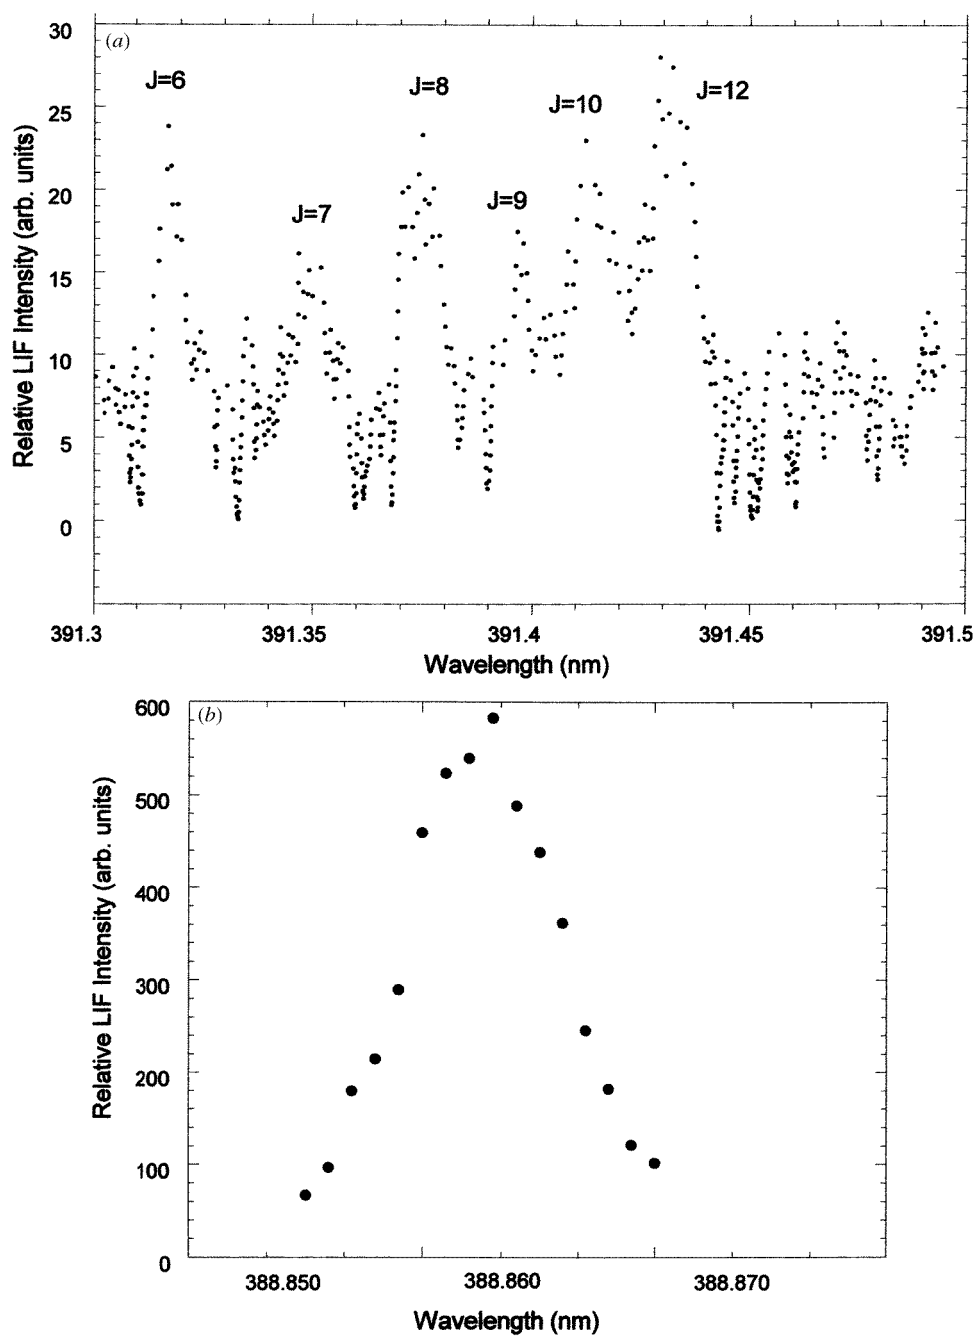 (a)
30
25
20
15
10
5
0
Relative LIF Intensity (arb. units)
J=6
J=7
J=8
J=9
J=10
J=12
391.3
391.35
391.4
391.45
391.5
Wavelength (nm)
(b)
600
500
400
300
200
100
0
Relative LIF Intensity (arb. units)
388.850
388.860
388.870
Wavelength (nm)